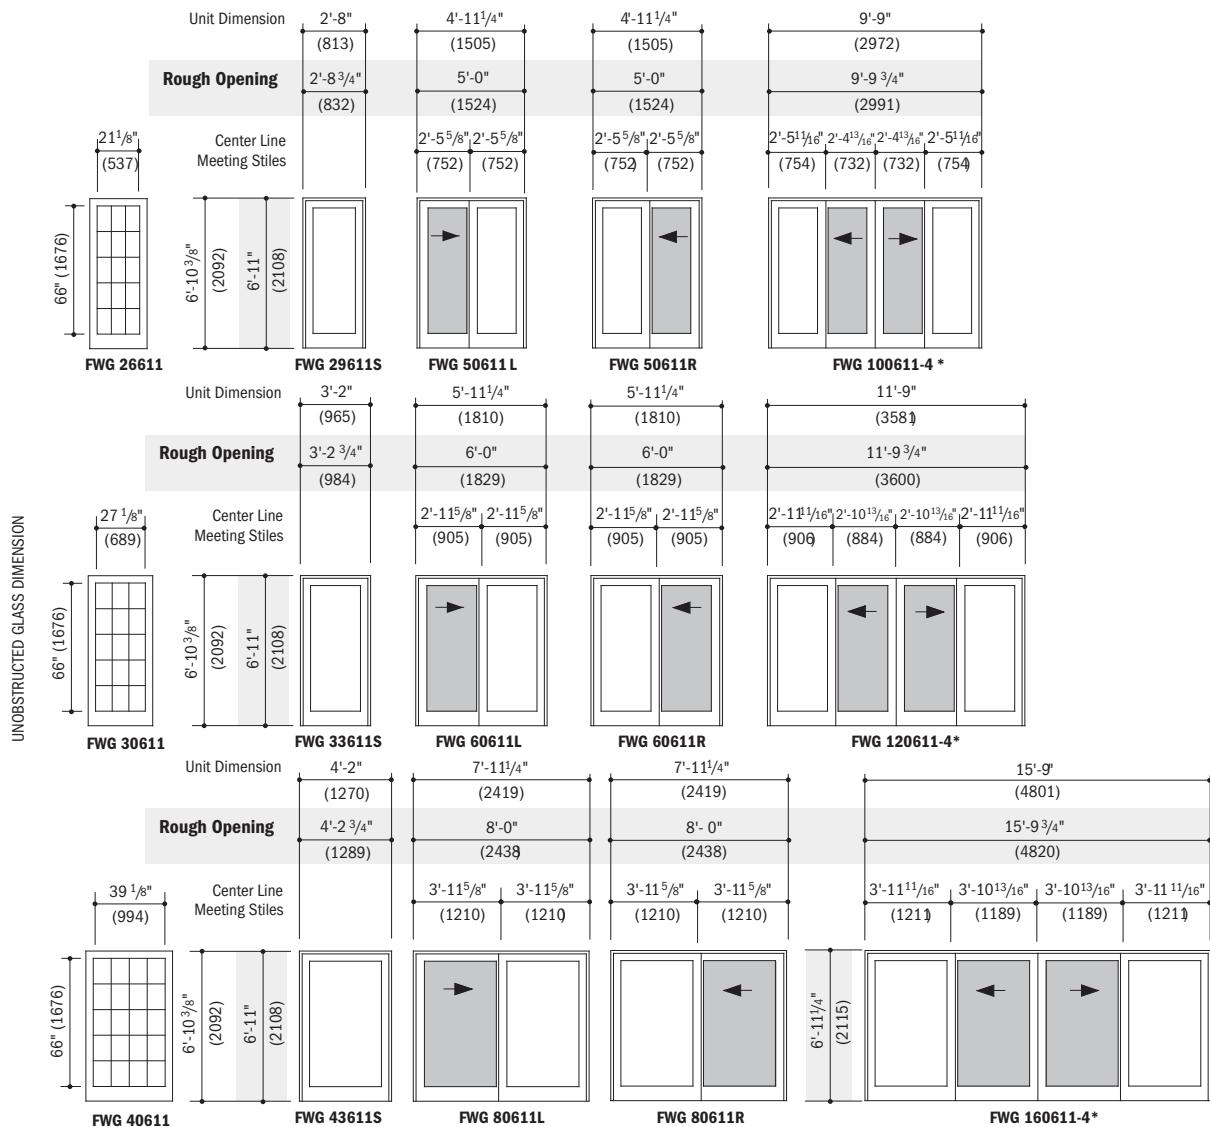 Unit Dimension 2'-8" 4'-11 1/4" 4'-11 1/4" 9'-9"
(813) (1505) (1505) (2972)
Rough Opening 2'-8 3/4" 5'-0" 5'-0" 9'-9 3/4"
(832) (1524) (1524) (2991)
21 1/8" Center Line 2'-5 5/8" 2'-5 5/8" 2'-5 5/8" 2'-5 5/8" 2'-5 11/16" 2'-4 13/16" 2'-4 13/16" 2'-5 11/16"
(537) Meeting Stiles (752) (752) (752) (752) (754) (732) (732) (754)
66" (1676) 6'-10 3/8" (2092) 6'-11" (2108)
FWG 26611 FWG 29611S FWG 50611 L FWG 50611R FWG 100611-4 *
Unit Dimension 3'-2" 5'-11 1/4" 5'-11 1/4" 11'-9"
(965) (1810) (1810) (3581)
Rough Opening 3'-2 3/4" 6'-0" 6'-0" 11'-9 3/4"
(984) (1829) (1829) (3600)
27 1/8" Center Line 2'-11 5/8" 2'-11 5/8" 2'-11 5/8" 2'-11 5/8" 2'-11 11/16" 2'-10 13/16" 2'-10 13/16" 2'-11 11/16"
(689) Meeting Stiles (905) (905) (905) (905) (906) (884) (884) (906)
UNOBSTRUCTED GLASS DIMENSION
66" (1676) 6'-10 3/8" (2092) 6'-11" (2108)
FWG 30611 FWG 33611S FWG 60611L FWG 60611R FWG 120611-4*
Unit Dimension 4'-2" 7'-11 1/4" 7'-11 1/4" 15'-9"
(1270) (2419) (2419) (4801)
Rough Opening 4'-2 3/4" 8'-0" 8'- 0" 15'-9 3/4"
(1289) (2438) (2438) (4820)
39 1/8" Center Line 3'-11 5/8" 3'-11 5/8" 3'-11 5/8" 3'-11 5/8" 3'-11 11/16" 3'-10 13/16" 3'-10 13/16" 3'-11 11/16"
(994) Meeting Stiles (1210) (1210) (1210) (1210) (1211) (1189) (1189) (1211)
66" (1676) 6'-10 3/8" (2092) 6'-11" (2108) 6'-11 1/4" (2115)
FWG 40611 FWG 43611S FWG 80611L FWG 80611R FWG 160611-4*